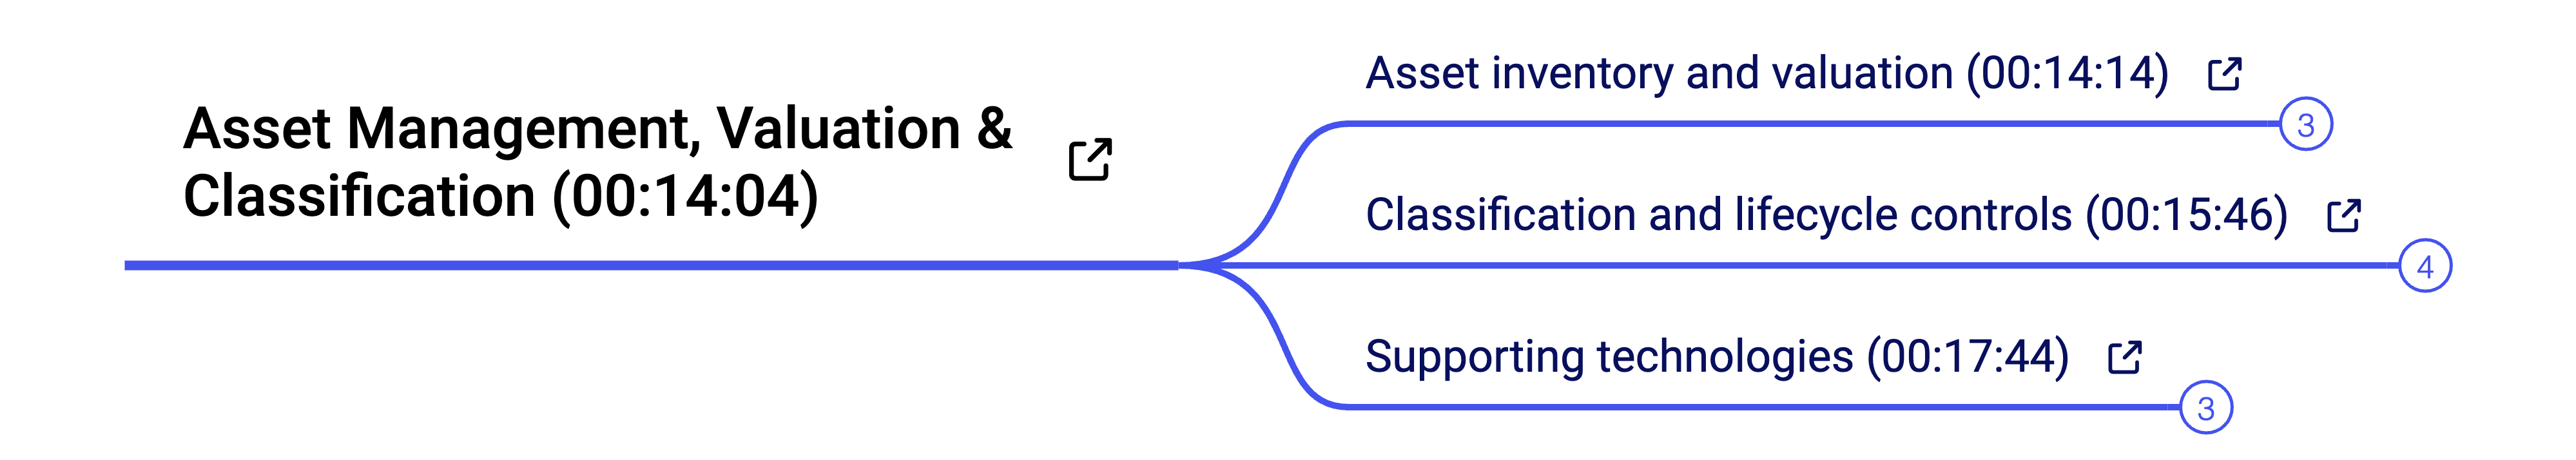 Asset Management, Valuation &
Classification (00:14:04)
Asset inventory and valuation (00:14:14)
3
Classification and lifecycle controls (00:15:46)
4
Supporting technologies (00:17:44)
3